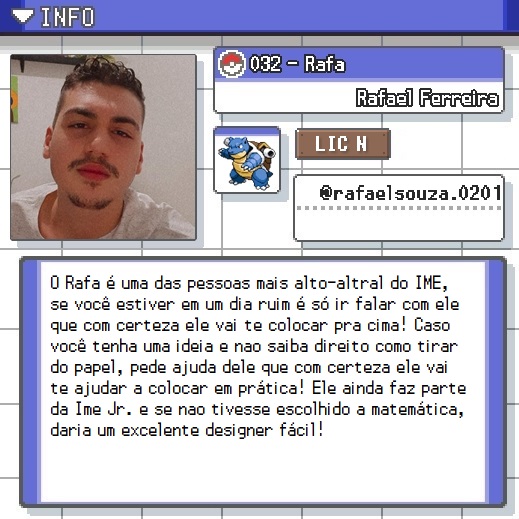 INFO
032 - Rafa
Rafael Ferreira
LIC N
@rafaelsouza.0201
O Rafa é uma das pessoas mais alto-altral do IME,
se você estiver em um dia ruim é só ir falar com ele
que com certeza ele vai te colocar pra cima! Caso
você tenha uma ideia e nao saiba direito como tirar
do papel, pede ajuda dele que com certeza ele vai
te ajudar a colocar em prática! Ele ainda faz parte
da Ime Jr. e se nao tivesse escolhido a matemática,
daria um excelente designer fácil!